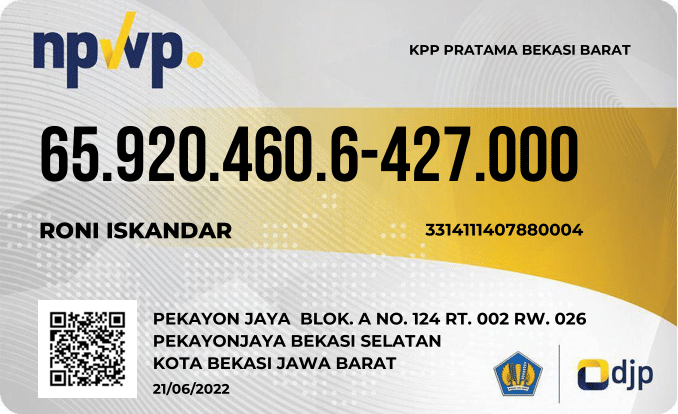 npwp.
KPP PRATAMA BEKASI BARAT
65.920.460.6-427.000
RONI ISKANDAR
3314111407880004
PEKAYON JAYA BLOK. A NO. 124 RT. 002 RW. 026
PEKAYONJAYA BEKASI SELATAN
KOTA BEKASI JAWA BARAT
21/06/2022
djp